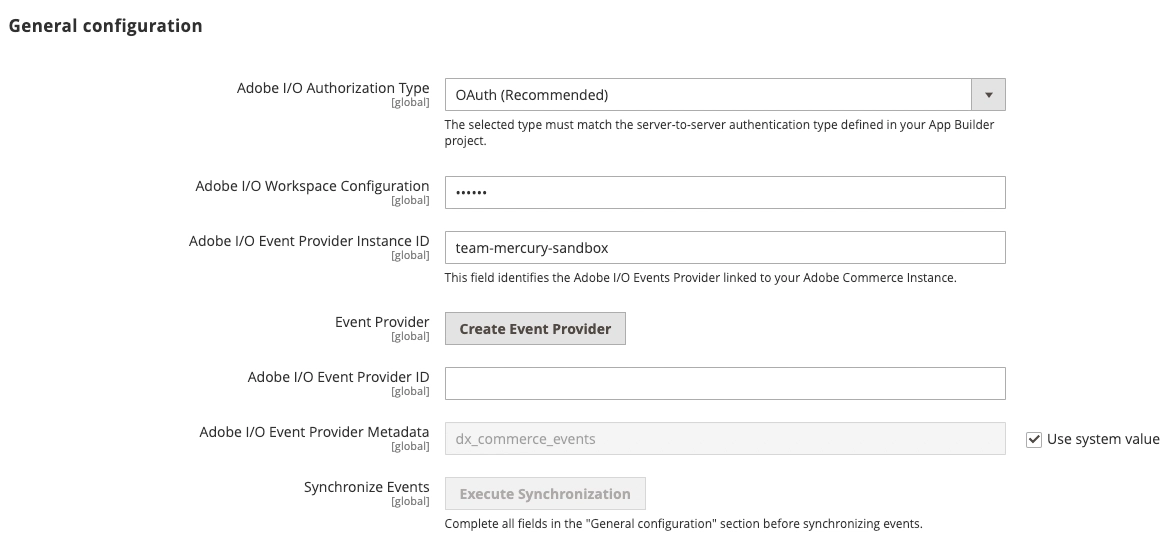 General configuration
Adobe I/O Authorization Type
[global]
OAuth (Recommended)
The selected type must match the server-to-server authentication type defined in your App Builder
project.
Adobe I/O Workspace Configuration
[global]
••••••
Adobe I/O Event Provider Instance ID
[global]
team-mercury-sandbox
This field identifies the Adobe I/O Events Provider linked to your Adobe Commerce Instance.
Event Provider
[global]
Create Event Provider
Adobe I/O Event Provider ID
[global]
Adobe I/O Event Provider Metadata
[global]
dx_commerce_events
Use system value
Synchronize Events
[global]
Execute Synchronization
Complete all fields in the "General configuration" section before synchronizing events.